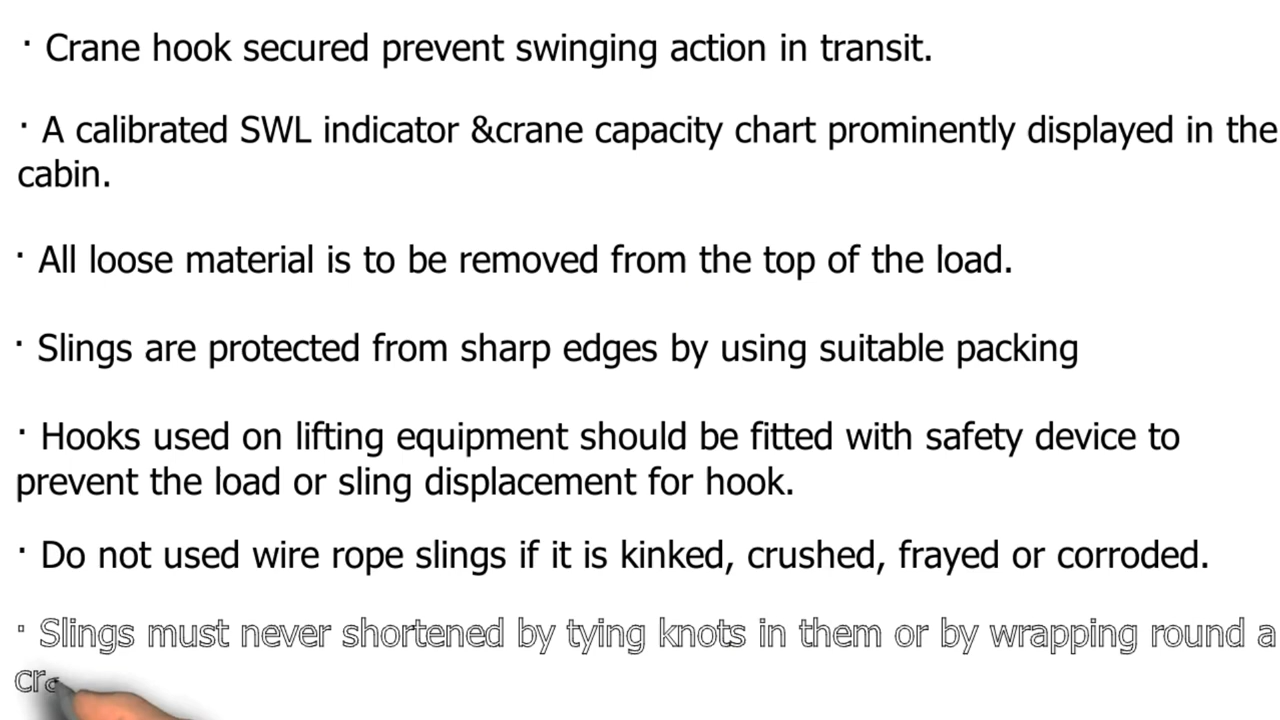 · Crane hook secured prevent swinging action in transit.
· A calibrated SWL indicator &crane capacity chart prominently displayed in the
cabin.
· All loose material is to be removed from the top of the load.
· Slings are protected from sharp edges by using suitable packing
· Hooks used on lifting equipment should be fitted with safety device to
prevent the load or sling displacement for hook.
· Do not used wire rope slings if it is kinked, crushed, frayed or corroded.
· Slings must never shortened by tying knots in them or by wrapping round a